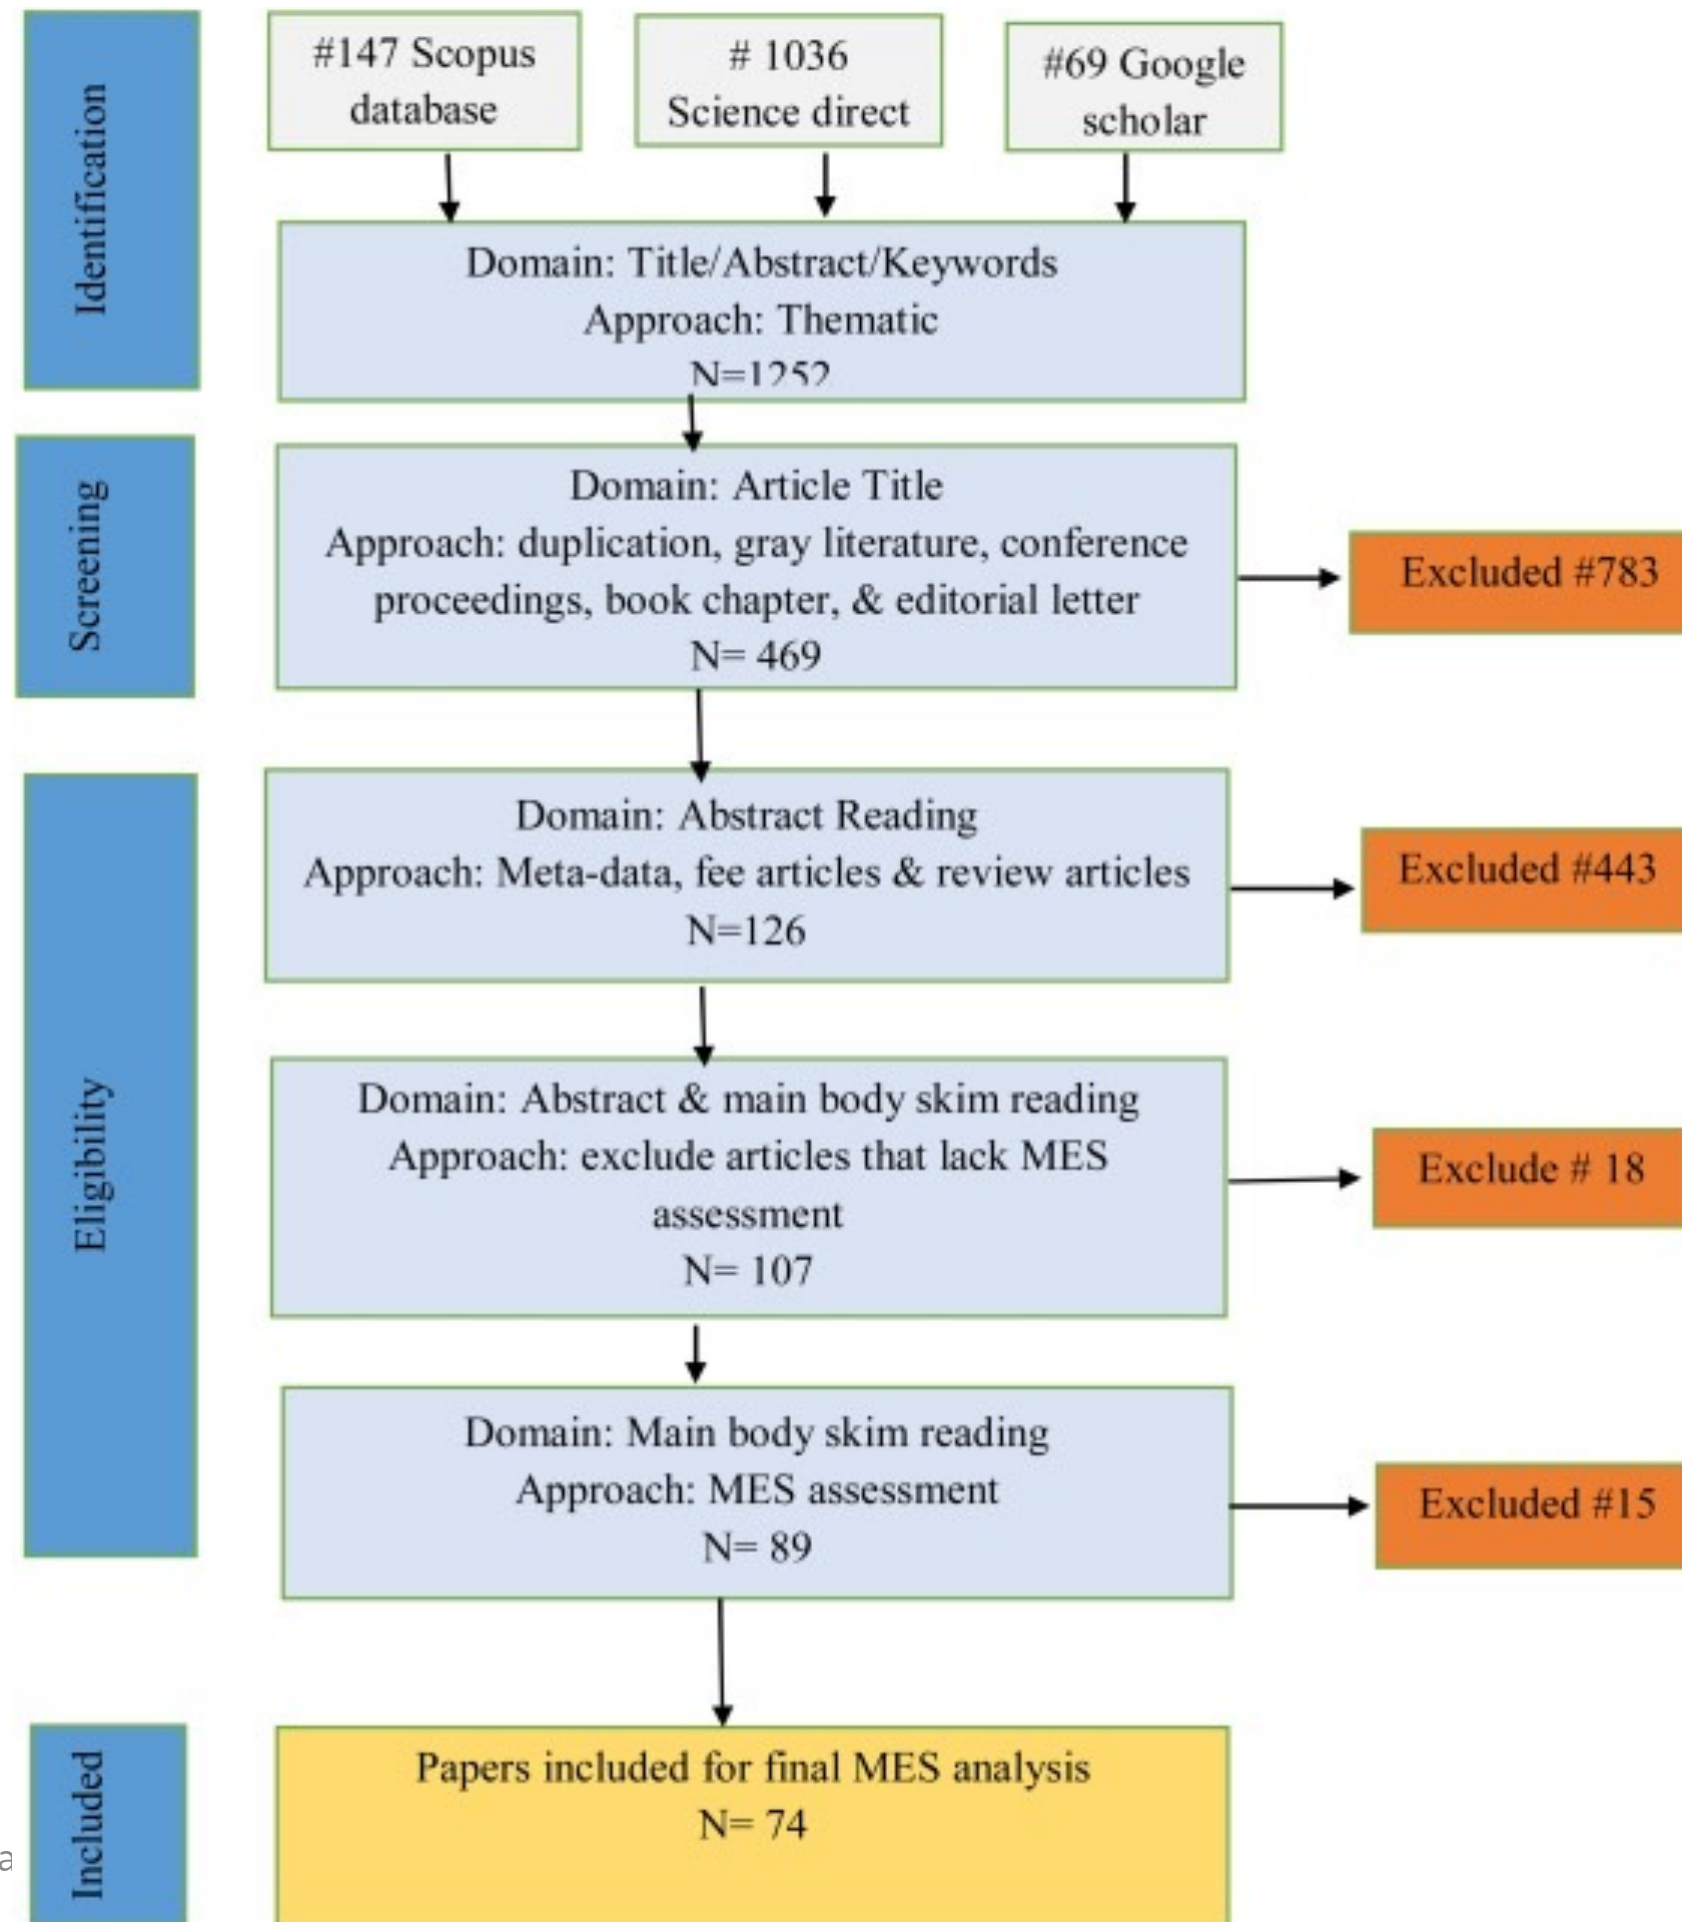 Identification
#147 Scopus
database
# 1036
Science direct
#69 Google
scholar
Domain: Title/Abstract/Keywords
Approach: Thematic
N=1252
Screening
Domain: Article Title
Approach: duplication, gray literature, conference
proceedings, book chapter, & editorial letter
N= 469
Excluded #783
Eligibility
Domain: Abstract Reading
Approach: Meta-data, fee articles & review articles
N=126
Excluded #443
Domain: Abstract & main body skim reading
Approach: exclude articles that lack MES
assessment
N= 107
Exclude # 18
Domain: Main body skim reading
Approach: MES assessment
N= 89
Excluded #15
Included
Papers included for final MES analysis
N= 74